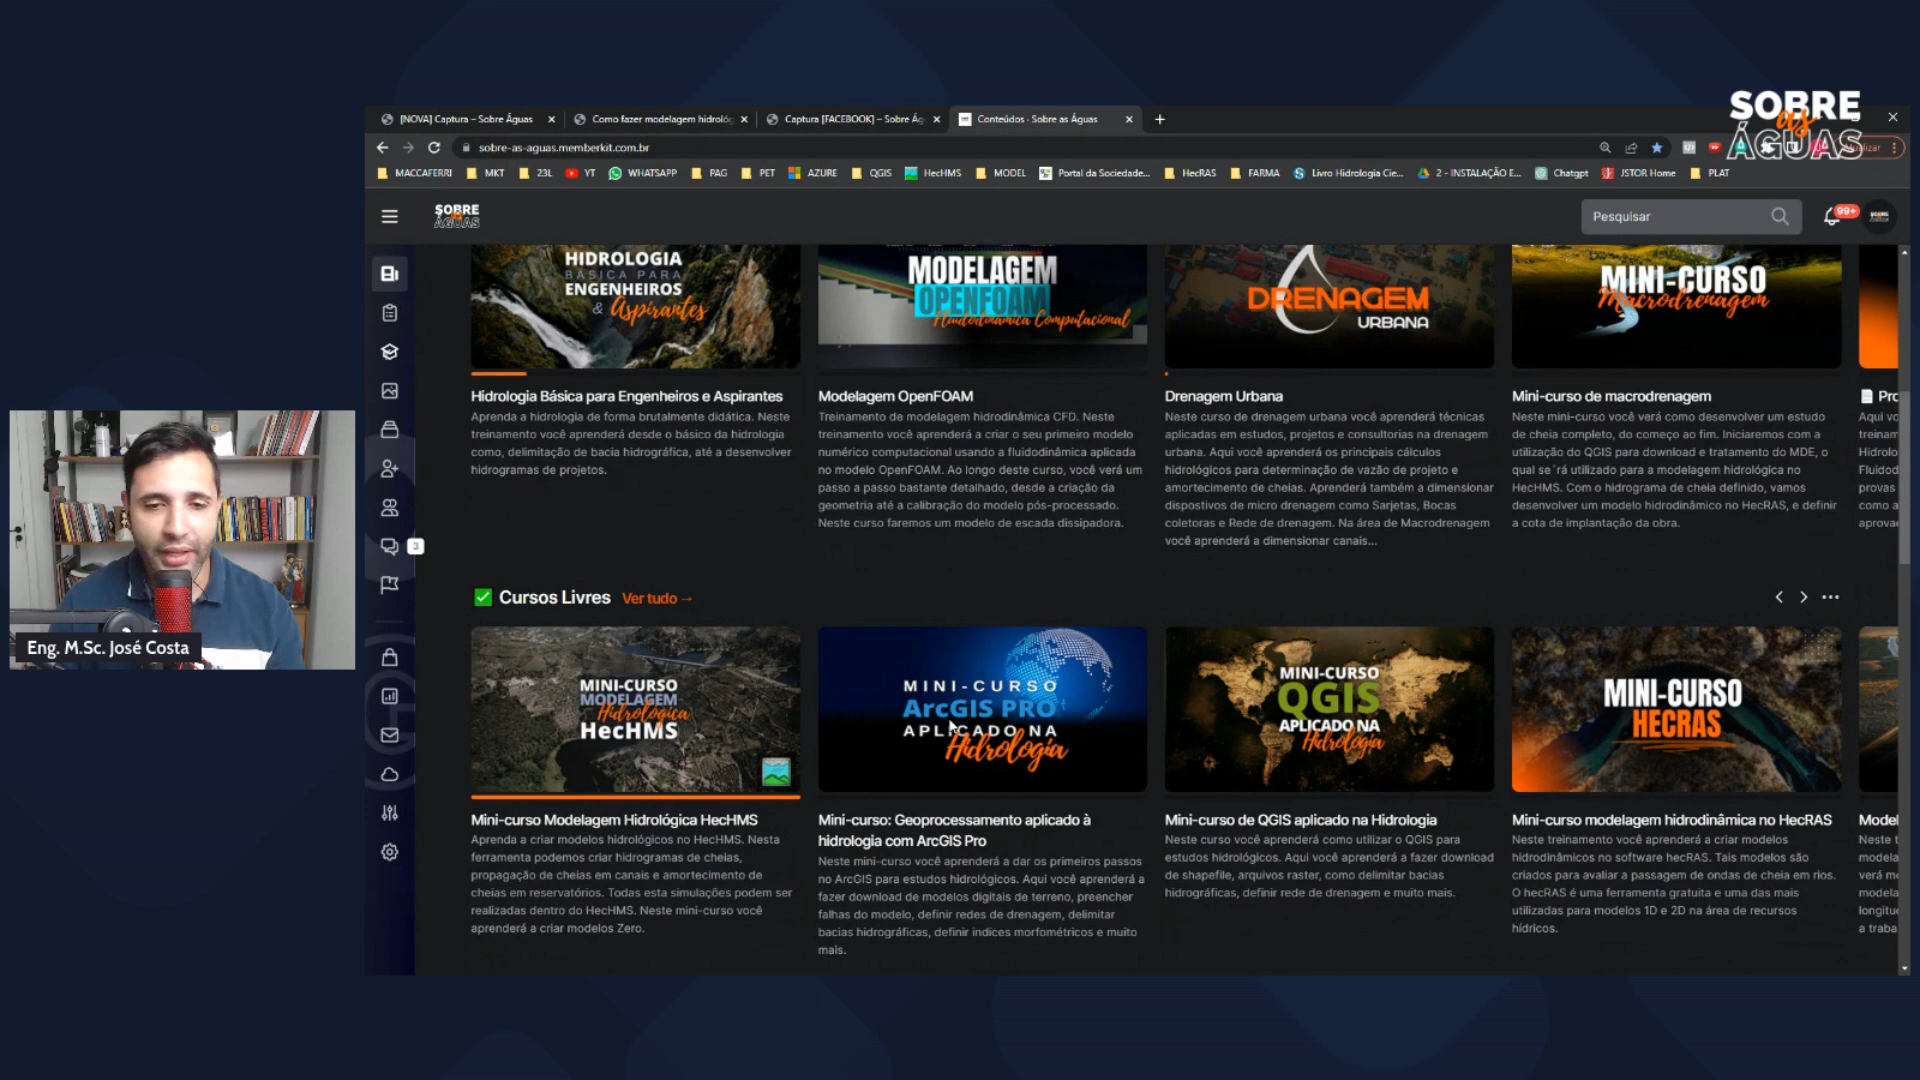 SOBRE
as
ÁGUAS
[NOVA] Captura – Sobre Águas
Como fazer modelagem hidrológ
Captura [FACEBOOK] – Sobre Ág
Conteúdos · Sobre as Águas
sobre-as-aguas.memberkit.com.br
MACCAFERRI
MKT
23L
YT
WHATSAPP
PAG
PET
AZURE
QGIS
HecHMS
MODEL
Portal da Sociedade...
HecRAS
FARMA
Livro Hidrologia Cie...
2 - INSTALAÇÃO E...
Chatgpt
JSTOR Home
PLAT
SOBRE
as
ÁGUAS
Pesquisar
99+
HIDROLOGIA
BÁSICA PARA
ENGENHEIROS
& Aspirantes
MODELAGEM
OPENFOAM
Fluidodinâmica Computacional
DRENAGEM
URBANA
MINI-CURSO
Macrodrenagem
Hidrologia Básica para Engenheiros e Aspirantes
Aprenda a hidrologia de forma brutalmente didática. Neste
treinamento você aprenderá desde o básico da hidrologia
como, delimitação de bacia hidrográfica, até a desenvolver
hidrogramas de projetos.
Modelagem OpenFOAM
Treinamento de modelagem hidrodinâmica CFD. Neste
treinamento você aprenderá a criar o seu primeiro modelo
numérico computacional usando a fluidodinâmica aplicada
no modelo OpenFOAM. Ao longo deste curso, você verá um
passo a passo bastante detalhado, desde a criação da
geometria até a calibração do modelo pós-processado.
Neste curso faremos um modelo de escada dissipadora.
Drenagem Urbana
Neste curso de drenagem urbana você aprenderá técnicas
aplicadas em estudos, projetos e consultorias na drenagem
urbana. Aqui você aprenderá os principais cálculos
hidrológicos para determinação de vazão de projeto e
amortecimento de cheias. Aprenderá também a dimensionar
dispostivos de micro drenagem como Sarjetas, Bocas
coletoras e Rede de drenagem. Na área de Macrodrenagem
você aprenderá a dimensionar canais...
Mini-curso de macrodrenagem
Neste mini-curso você verá como desenvolver um estudo
de cheia completo, do começo ao fim. Iniciaremos com a
utilização do QGIS para download e tratamento do MDE, o
qual se´rá utilizado para a modelagem hidrológica no
HecHMS. Com o hidrograma de cheia definido, vamos
desenvolver um modelo hidrodinâmico no HecRAS, e definir
a cota de implantação da obra.
Pro
Aqui vo
treinam
Hidrolo
Fluidod
provas
como a
aprova
3
Eng. M.Sc. José Costa
Cursos Livres
Ver tudo →
MINI-CURSO
MODELAGEM
Hidrológica
HecHMS
MINI-CURSO
ArcGIS PRO
APLICADO NA
Hidrologia
MINI-CURSO
QGIS
APLICADO NA
Hidrologia
MINI-CURSO
HECRAS
Mini-curso Modelagem Hidrológica HecHMS
Aprenda a criar modelos hidrológicos no HecHMS. Nesta
ferramenta podemos criar hidrogramas de cheias,
propagação de cheias em canais e amortecimento de
cheias em reservatórios. Todas esta simulações podem ser
realizadas dentro do HecHMS. Neste mini-curso você
aprenderá a criar modelos Zero.
Mini-curso: Geoprocessamento aplicado à
hidrologia com ArcGIS Pro
Neste mini-curso você aprenderá a dar os primeiros passos
no ArcGIS para estudos hidrológicos. Aqui você aprenderá a
fazer download de modelos digitais de terreno, preencher
falhas do modelo, definir redes de drenagem, delimitar
bacias hidrográficas, definir indices morfométricos e muito
mais.
Mini-curso de QGIS aplicado na Hidrologia
Neste curso você aprenderá como utilizar o QGIS para
estudos hidrológicos. Aqui você aprenderá a fazer download
de shapefile, arquivos raster, como delimitar bacias
hidrográficas, definir rede de drenagem e muito mais.
Mini-curso modelagem hidrodinâmica no HecRAS
Neste treinamento você aprenderá a criar modelos
hidrodinâmicos no software hecRAS. Tais modelos são
criados para avaliar a passagem de ondas de cheia em rios.
O hecRAS é uma ferramenta gratuita e uma das mais
utilizadas para modelos 1D e 2D na área de recursos
hídricos.
Model
Neste t
modela
verá me
modela
longitu
a traba